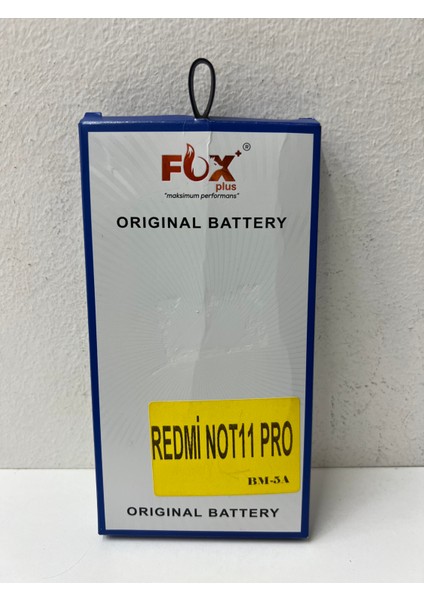 FOX+ ®
plus
"maksimum performans"
ORIGINAL BATTERY
REDMİ NOT11 PRO
BM-5A
ORIGINAL BATTERY